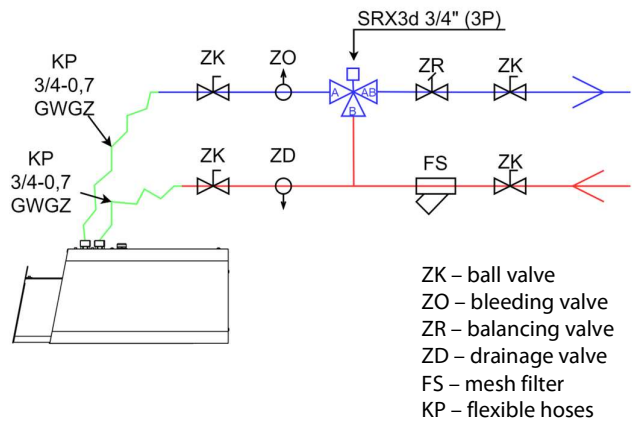 SRX3d 3/4" (3P)
KP
3/4-0,7
GWGZ
ZK
ZO
ZR
ZK
A
AB
B
KP
3/4-0,7
GWGZ
ZK
ZD
FS
ZK
ZK – ball valve
ZO – bleeding valve
ZR – balancing valve
ZD – drainage valve
FS – mesh filter
KP – flexible hoses